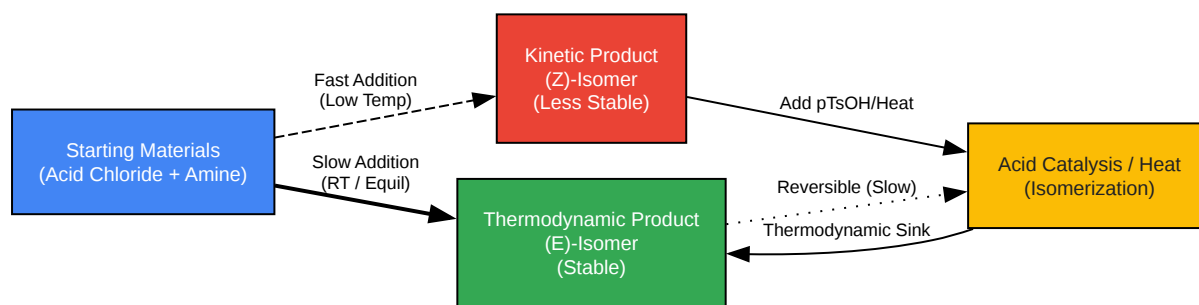 Kinetic Product
(Z)-Isomer
(Less Stable)
Fast Addition
(Low Temp)
Add pTsOH/Heat
Starting Materials
(Acid Chloride + Amine)
Slow Addition
(RT / Equil)
Acid Catalysis / Heat
(Isomerization)
Reversible (Slow)
Thermodynamic Product
(E)-Isomer
(Stable)
Thermodynamic Sink